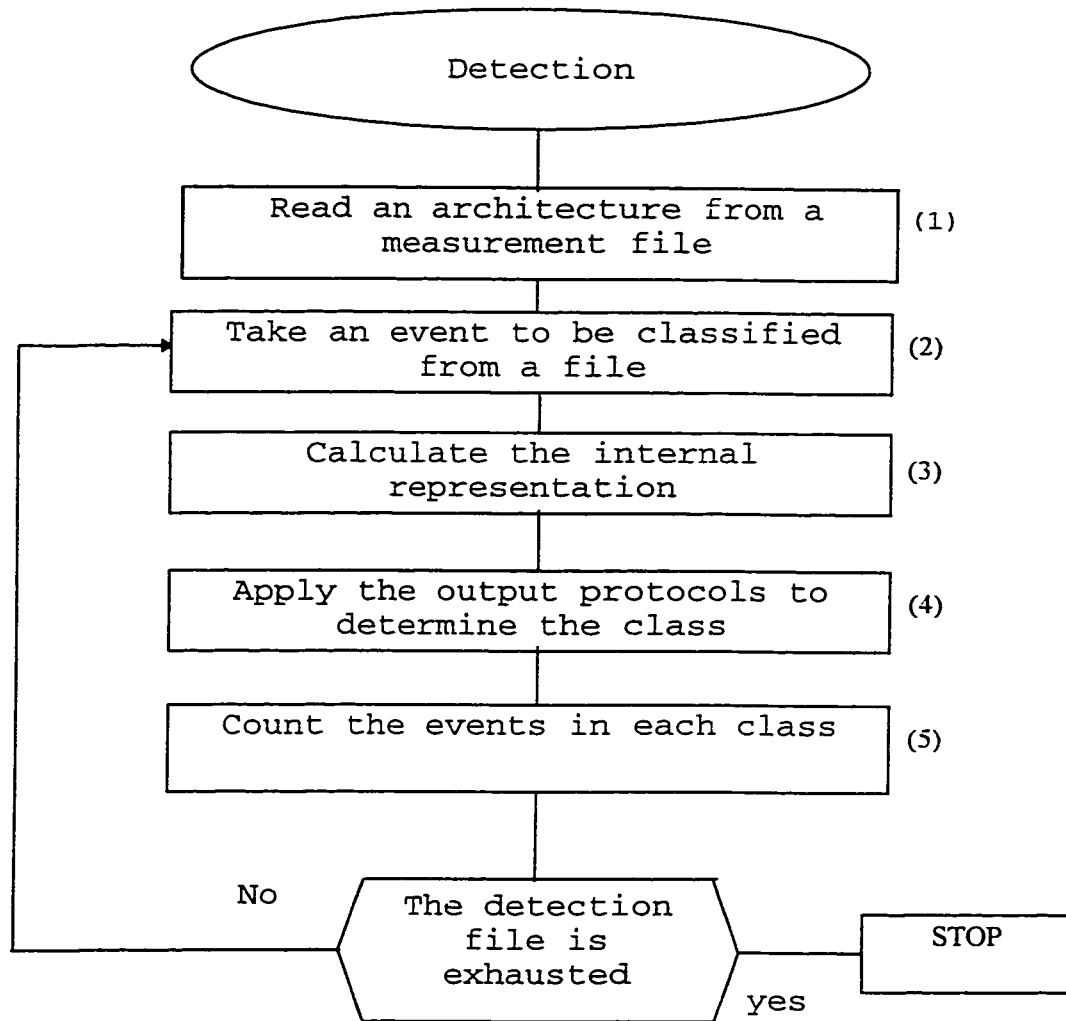 Detection
Read an architecture from a
measurement file
(1)
Take an event to be classified
from a file
(2)
Calculate the internal
representation
(3)
Apply the output protocols to
determine the class
(4)
Count the events in each class
(5)
No
The detection
file is
exhausted
yes
STOP